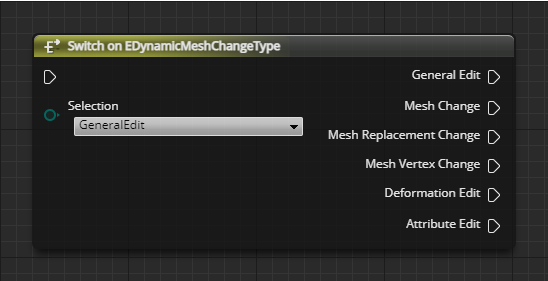 Switch on EDynamicMeshChangeType
General Edit
Selection
GeneralEdit
Mesh Change
Mesh Replacement Change
Mesh Vertex Change
Deformation Edit
Attribute Edit